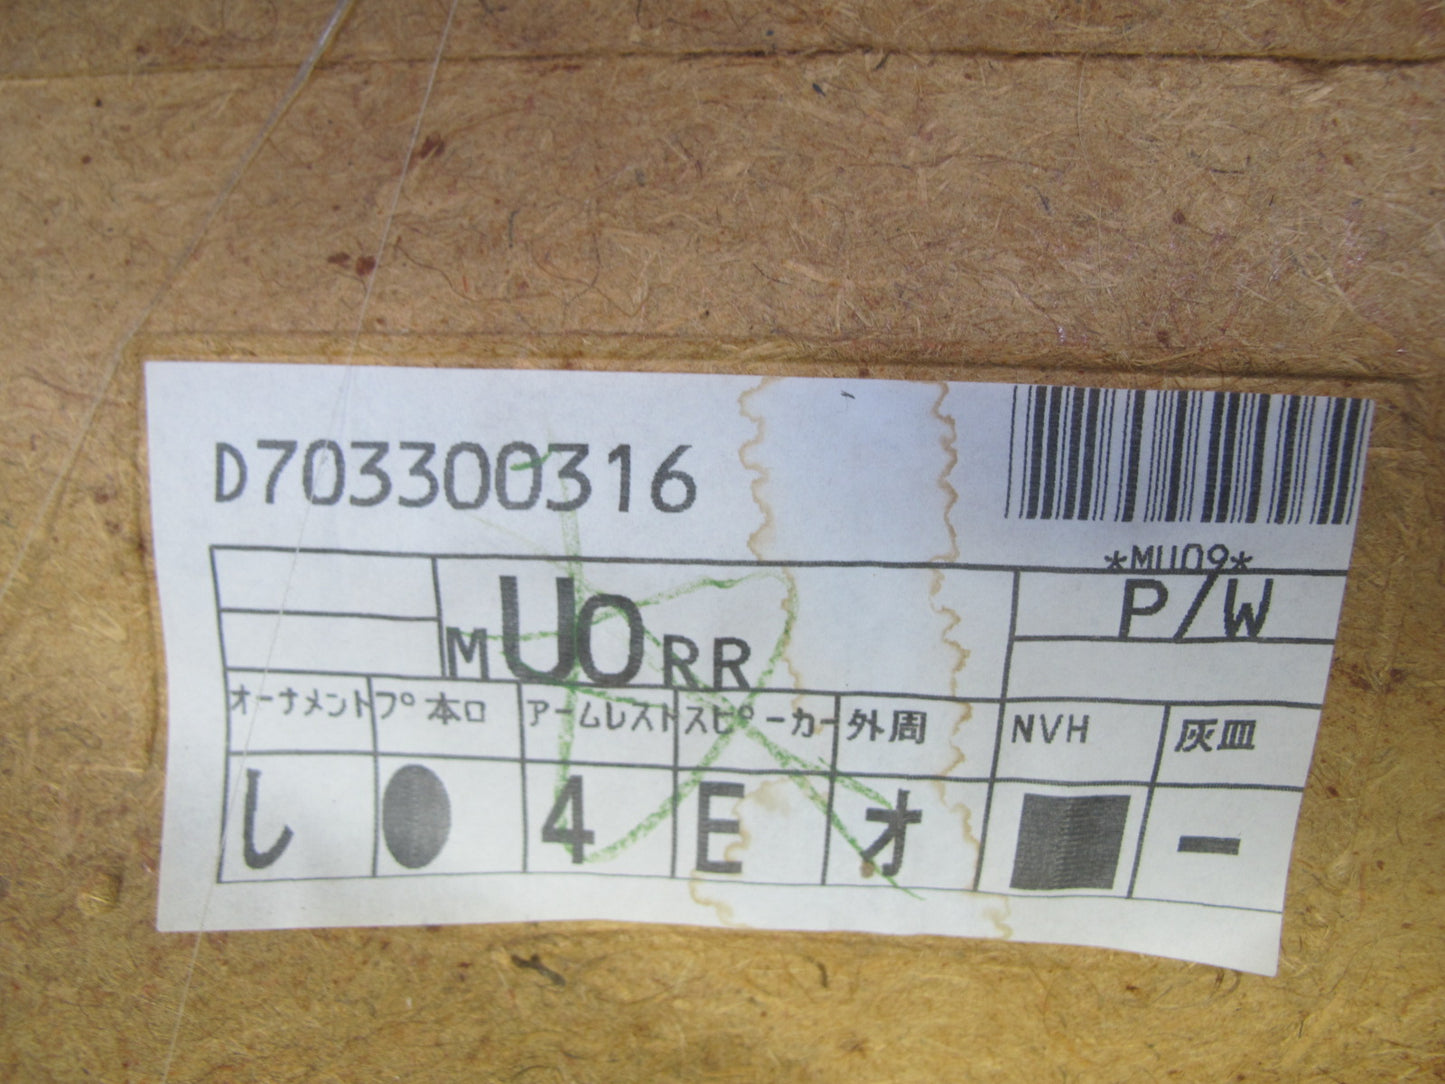 D703300316
*MU09*
MUORR P/W
オーナメント プ本ロ アームレスト スピーカー 外周 NVH 灰皿
し ● 4 E オ ■ ー